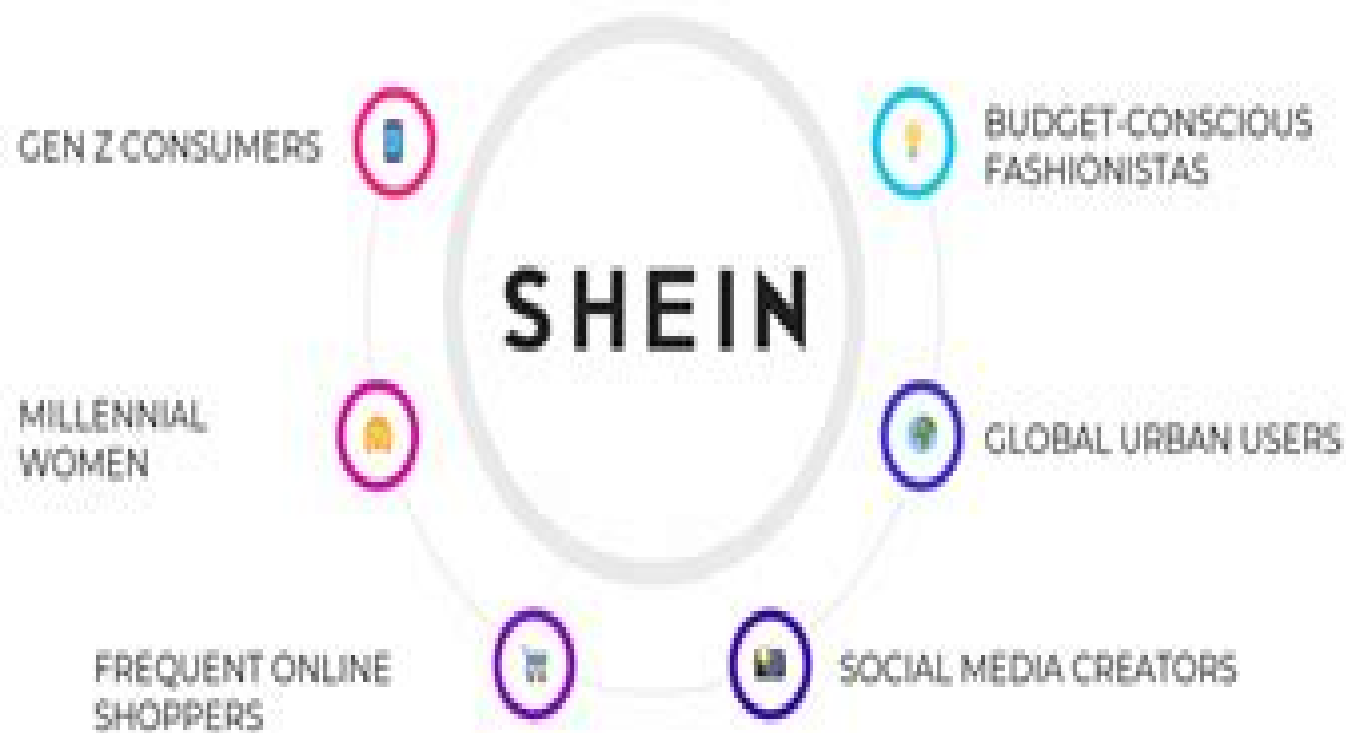 GEN Z CONSUMERS
BUDGET-CONSCIOUS
FASHIONISTAS
SHEIN
MILLENNIAL
WOMEN
GLOBAL URBAN USERS
FREQUENT ONLINE
SHOPPERS
SOCIAL MEDIA CREATORS